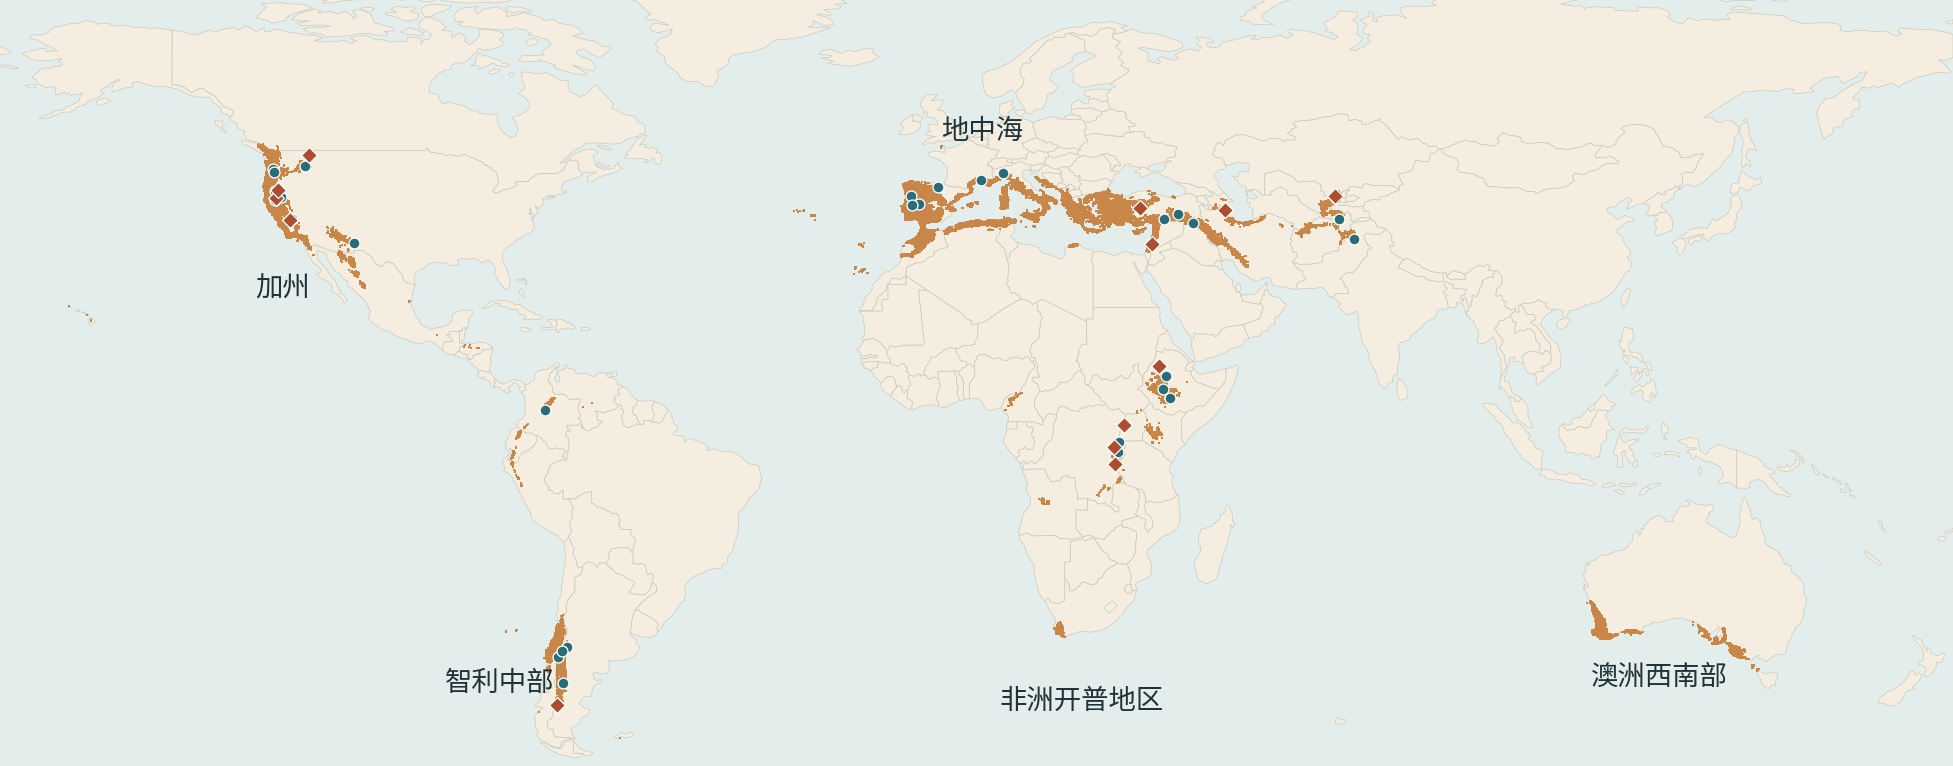 地中海
加州
智利中部
非洲开普地区
澳洲西南部